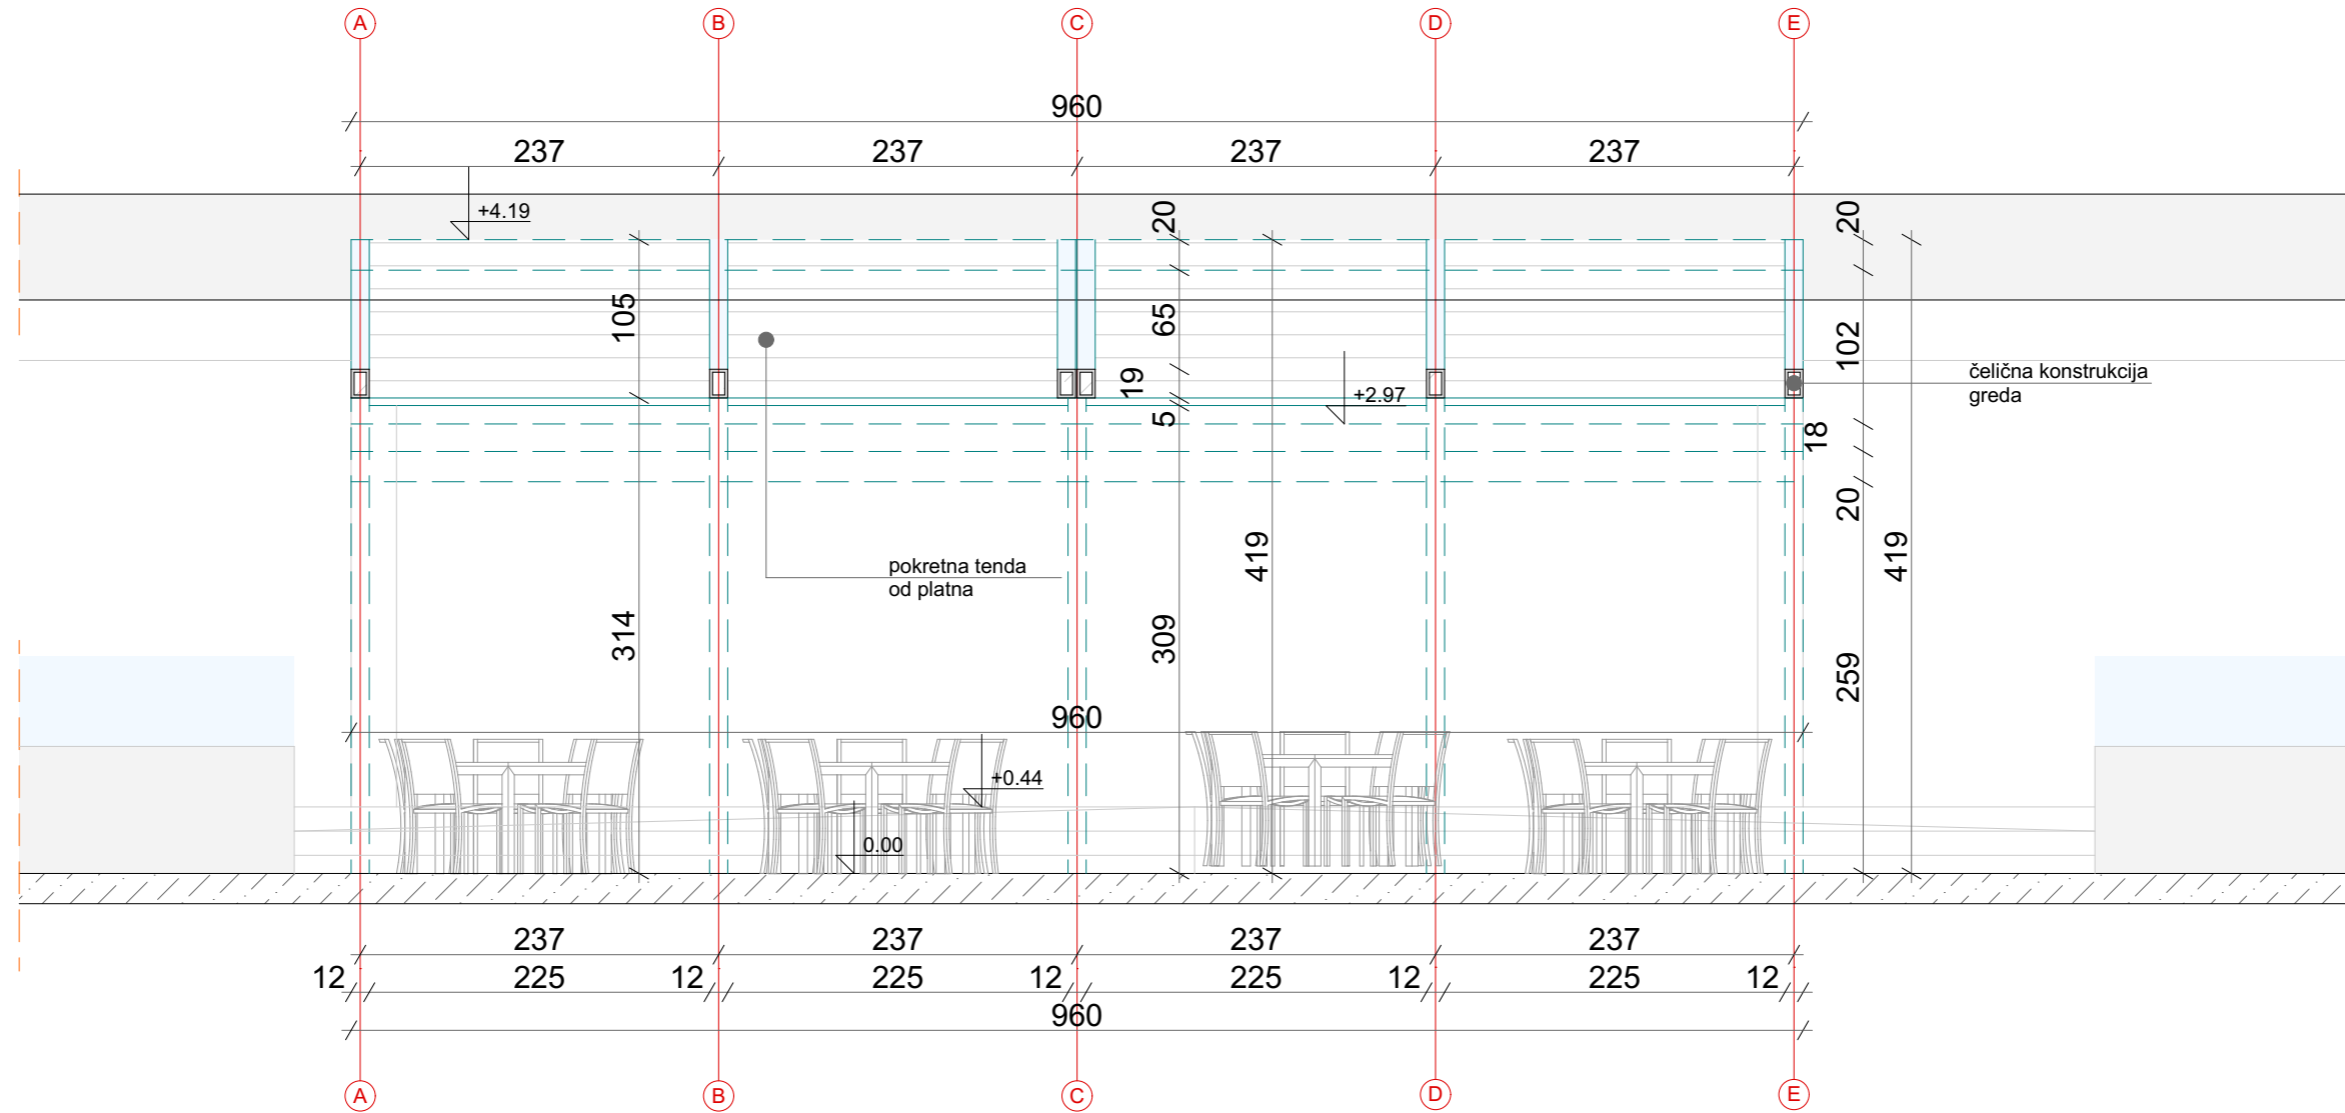 A B C D E
960
237 237 237 237
+4.19
20
20
105
65
102
19
čelična konstrukcija
greda
+2.97
5
18
20
pokretna tenda
od platna
419
419
314
309
259
960
+0.44
0.00
237 237 237 237
12 225 12 225 12 225 12 225 12
960
A B C D E